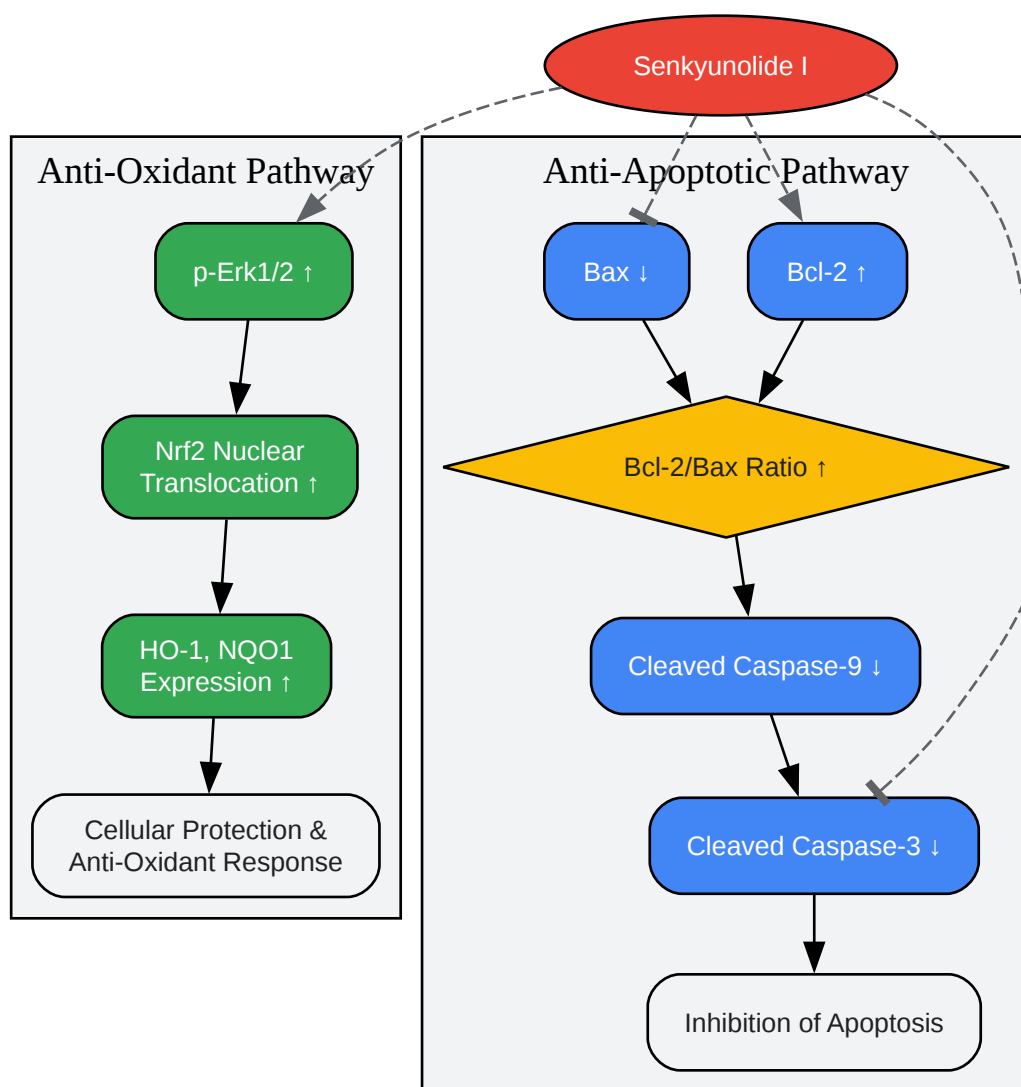 Senkyunolide I
Anti-Oxidant Pathway
p-Erk1/2 ↑
Nrf2 Nuclear
Translocation ↑
HO-1, NQO1
Expression ↑
Cellular Protection &
Anti-Oxidant Response
Anti-Apoptotic Pathway
Bax ↓
Bcl-2 ↑
Bcl-2/Bax Ratio ↑
Cleaved Caspase-9 ↓
Cleaved Caspase-3 ↓
Inhibition of Apoptosis